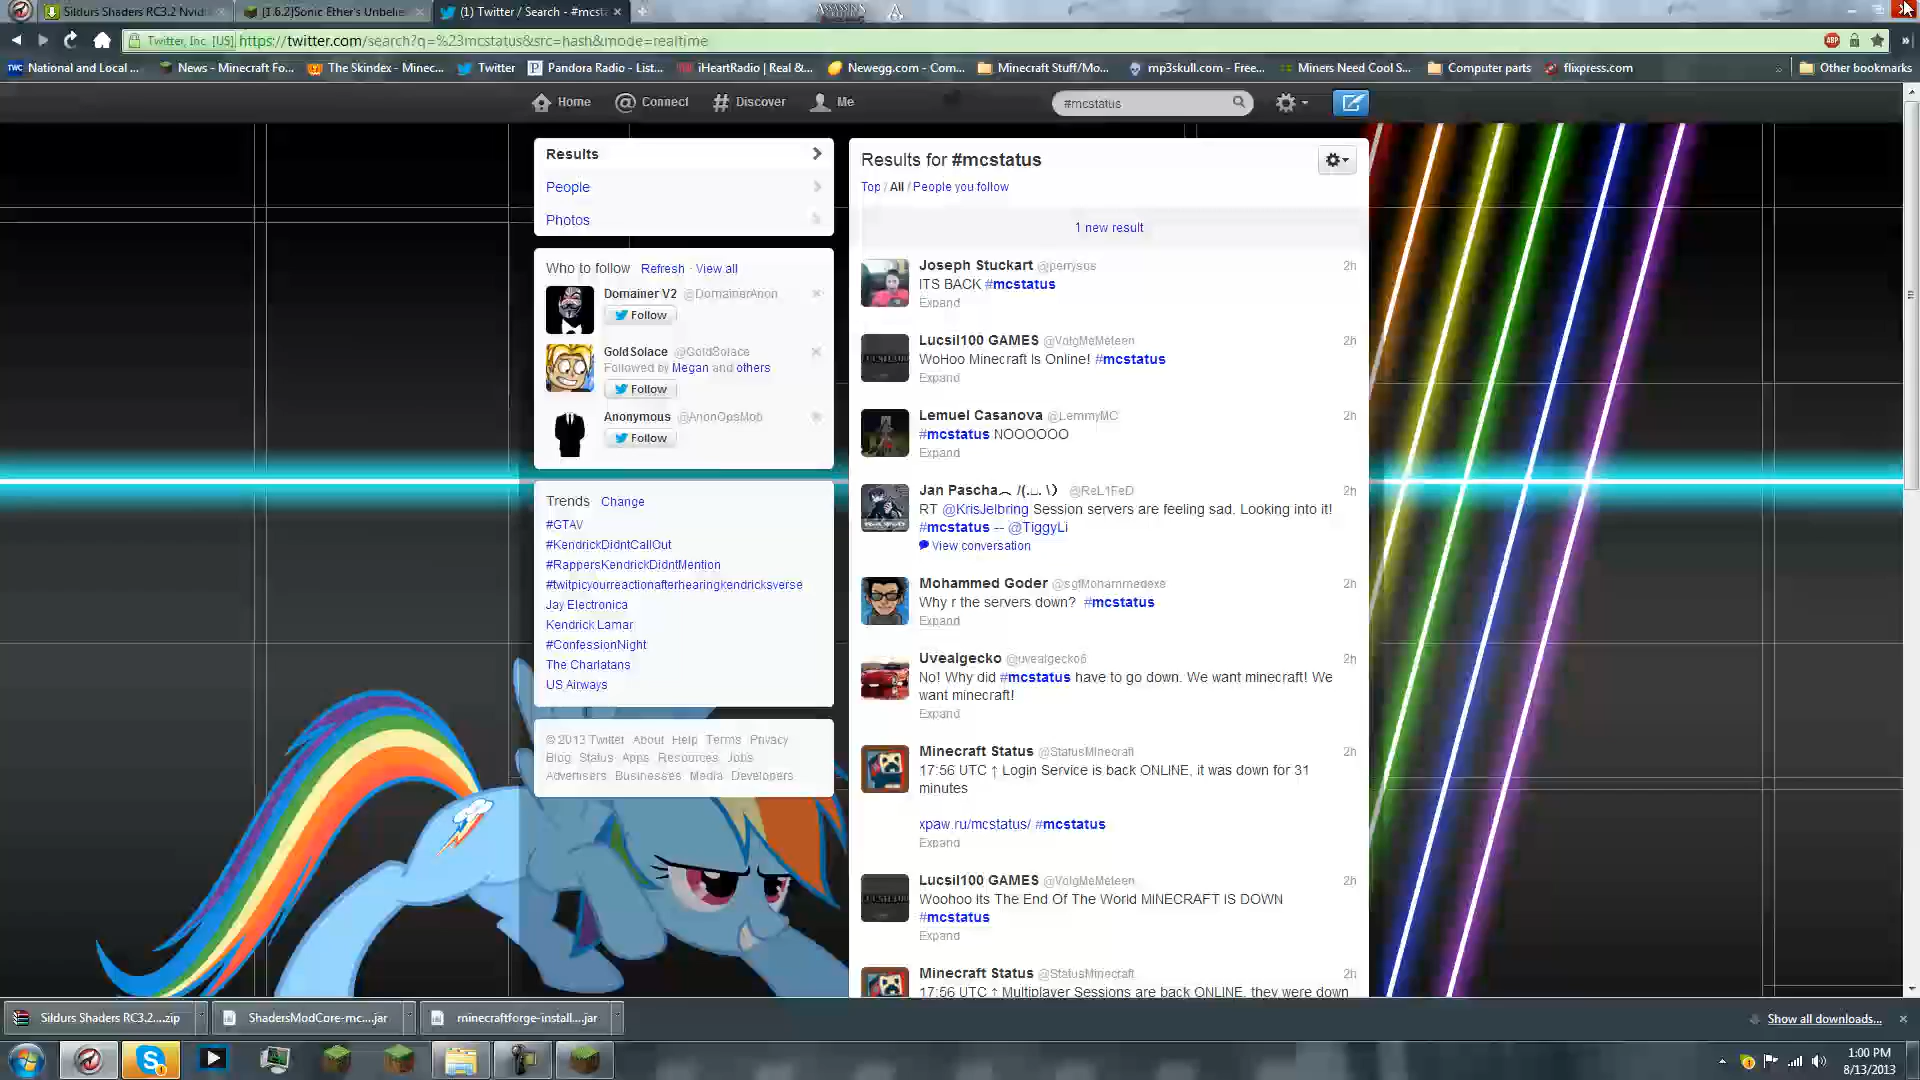 Sildurs Shaders RC3.2 Nvidi
[1.6.2]Sonic Ether's Unbelie
(1) Twitter / Search - #mcst
Twitter, Inc. [US] https://twitter.com/search?q=%23mcstatus&src=hash&mode=realtime
National and Local ...
News - Minecraft Fo...
The Skindex - Minec...
Twitter
Pandora Radio - List...
iHeartRadio | Real &...
Newegg.com - Com...
Minecraft Stuff/Mo...
mp3skull.com - Free...
Miners Need Cool S...
Computer parts
flixpress.com
Other bookmarks
Home
Connect
Discover
Me
#mcstatus
Results
People
Photos
Who to follow Refresh · View all
Domainer V2 @DomainerAnon
Follow
GoldSolace @GoldSolace
Followed by Megan and others
Follow
Anonymous @AnonOpsMob
Follow
Trends Change
#GTAV
#KendrickDidntCallOut
#RappersKendrickDidntMention
#twitpicyourreactionafterhearingkendricksverse
Jay Electronica
Kendrick Lamar
#ConfessionNight
The Charlatans
US Airways
© 2013 Twitter About Help Terms Privacy
Blog Status Apps Resources Jobs
Advertisers Businesses Media Developers
Results for #mcstatus
Top / All / People you follow
1 new result
Joseph Stuckart @perrysus 2h
ITS BACK #mcstatus
Expand
Lucsil100 GAMES @VolgMeMeteen 2h
WoHoo Minecraft Is Online! #mcstatus
Expand
Lemuel Casanova @LemmyMC 2h
#mcstatus NOOOOOO
Expand
Jan Pascha @ReL1FeD 2h
RT @KrisJelbring Session servers are feeling sad. Looking into it!
#mcstatus -- @TiggyLi
View conversation
Mohammed Goder @sgfMohammedexe 2h
Why r the servers down? #mcstatus
Expand
Uvealgecko @uvealgecko6 2h
No! Why did #mcstatus have to go down. We want minecraft! We
want minecraft!
Expand
Minecraft Status @StatusMinecraft 2h
17:56 UTC ↑ Login Service is back ONLINE, it was down for 31
minutes
xpaw.ru/mcstatus/ #mcstatus
Expand
Lucsil100 GAMES @VolgMeMeteen 2h
Woohoo its The End Of The World MINECRAFT IS DOWN
#mcstatus
Expand
Minecraft Status @StatusMinecraft 2h
17:56 UTC ↑ Multiplayer Sessions are back ONLINE, they were down
Sildurs Shaders RC3.2....zip
ShadersModCore-mc....jar
minecraftforge-install....jar
Show all downloads...
1:00 PM
8/13/2013